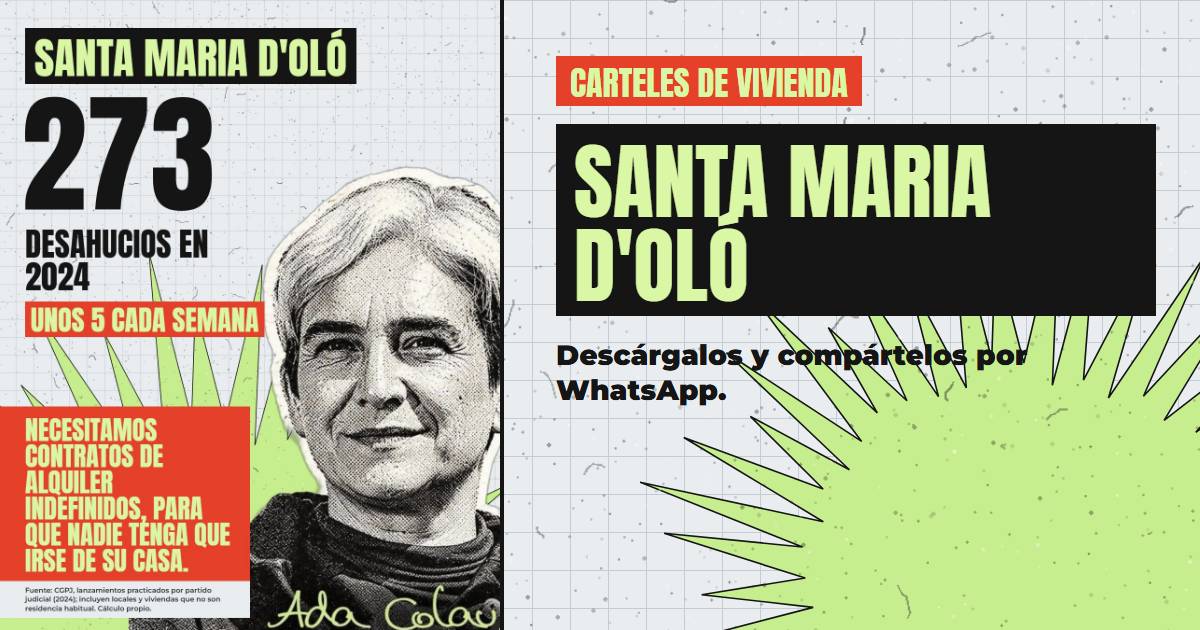 SANTA MARIA D'OLÓ
273
DESAHUCIOS EN
2024
UNOS 5 CADA SEMANA
NECESITAMOS
CONTRATOS DE
ALQUILER
INDEFINIDOS, PARA
QUE NADIE TENGA QUE
IRSE DE SU CASA.
Fuente: CGPJ, lanzamientos practicados por partido
judicial (2024); incluyen locales y viviendas que no son
residencia habitual. Cálculo propio.
Ada Colau
CARTELES DE VIVIENDA
SANTA MARIA
D'OLÓ
Descárgalos y compártelos por
WhatsApp.